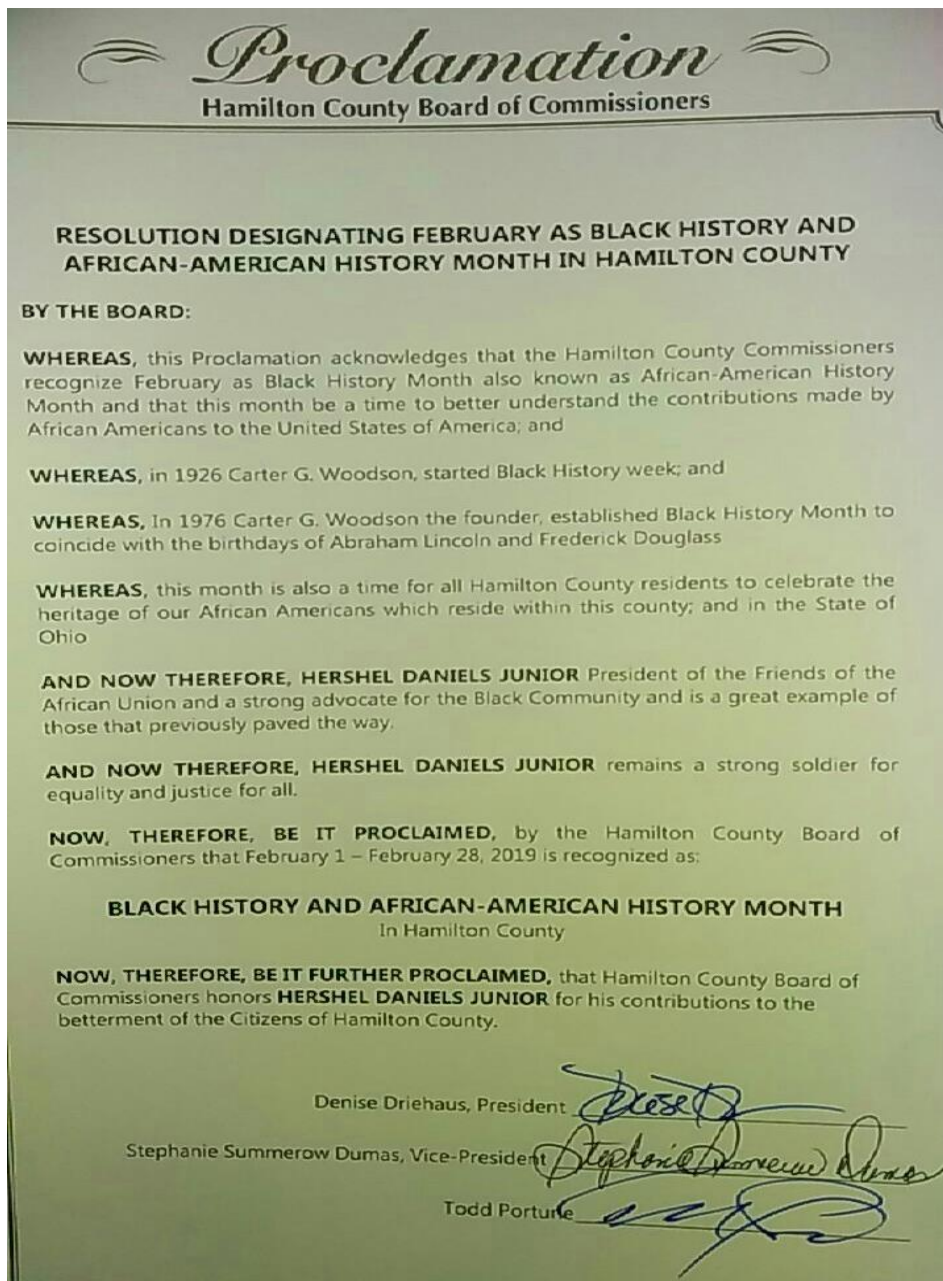 Proclamation
Hamilton County Board of Commissioners
RESOLUTION DESIGNATING FEBRUARY AS BLACK HISTORY AND
AFRICAN-AMERICAN HISTORY MONTH IN HAMILTON COUNTY
BY THE BOARD:
WHEREAS, this Proclamation acknowledges that the Hamilton County Commissioners
recognize February as Black History Month also known as African-American History
Month and that this month be a time to better understand the contributions made by
African Americans to the United States of America; and
WHEREAS, in 1926 Carter G. Woodson, started Black History week; and
WHEREAS, In 1976 Carter G. Woodson the founder, established Black History Month to
coincide with the birthdays of Abraham Lincoln and Frederick Douglass
WHEREAS, this month is also a time for all Hamilton County residents to celebrate the
heritage of our African Americans which reside within this county; and in the State of
Ohio
AND NOW THEREFORE, HERSHEL DANIELS JUNIOR President of the Friends of the
African Union and a strong advocate for the Black Community and is a great example of
those that previously paved the way.
AND NOW THEREFORE, HERSHEL DANIELS JUNIOR remains a strong soldier for
equality and justice for all.
NOW, THEREFORE, BE IT PROCLAIMED, by the Hamilton County Board of
Commissioners that February 1 – February 28, 2019 is recognized as:
BLACK HISTORY AND AFRICAN-AMERICAN HISTORY MONTH
In Hamilton County
NOW, THEREFORE, BE IT FURTHER PROCLAIMED, that Hamilton County Board of
Commissioners honors HERSHEL DANIELS JUNIOR for his contributions to the
betterment of the Citizens of Hamilton County.
Denise Driehaus, President
Stephanie Summerow Dumas, Vice-President Stephanie Summerow Dumas
Todd Portune